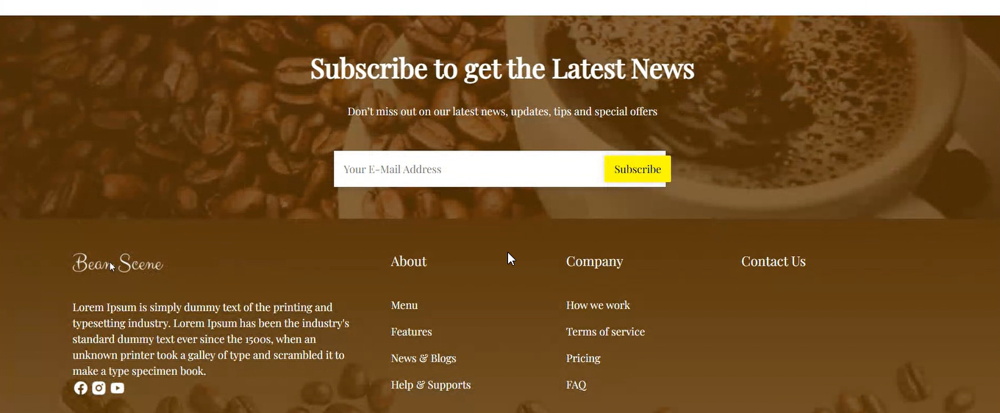 Subscribe to get the Latest News
Don't miss out on our latest news, updates, tips and special offers
Your E-Mail Address
Subscribe
Bean Scene
Lorem Ipsum is simply dummy text of the printing and
typesetting industry. Lorem Ipsum has been the industry's
standard dummy text ever since the 1500s, when an
unknown printer took a galley of type and scrambled it to
make a type specimen book.
About
Menu
Features
News & Blogs
Help & Supports
Company
How we work
Terms of service
Pricing
FAQ
Contact Us